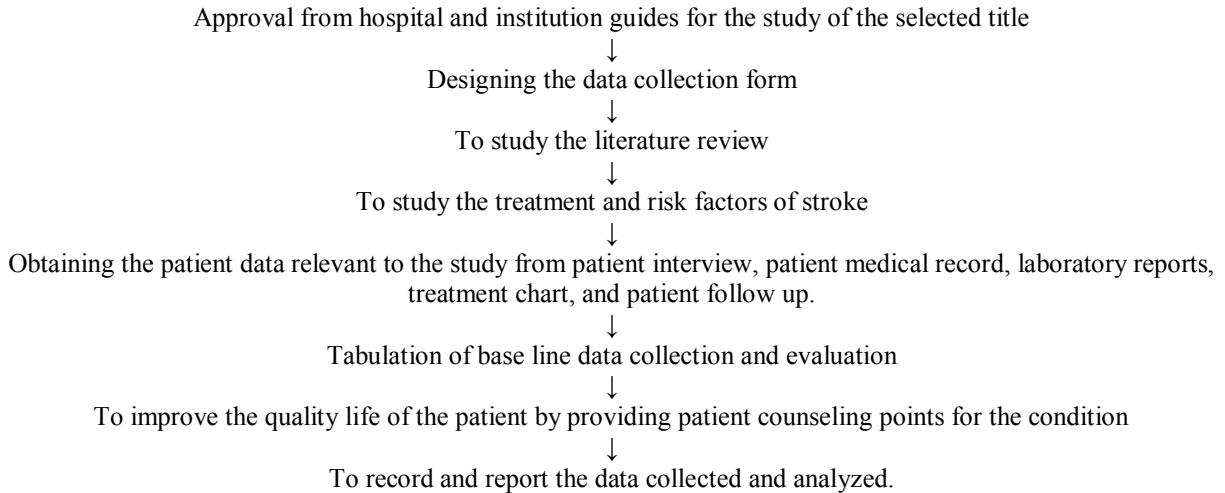 Approval from hospital and institution guides for the study of the selected title
↓
Designing the data collection form
↓
To study the literature review
↓
To study the treatment and risk factors of stroke
↓
Obtaining the patient data relevant to the study from patient interview, patient medical record, laboratory reports,
treatment chart, and patient follow up.
↓
Tabulation of base line data collection and evaluation
↓
To improve the quality life of the patient by providing patient counseling points for the condition
↓
To record and report the data collected and analyzed.